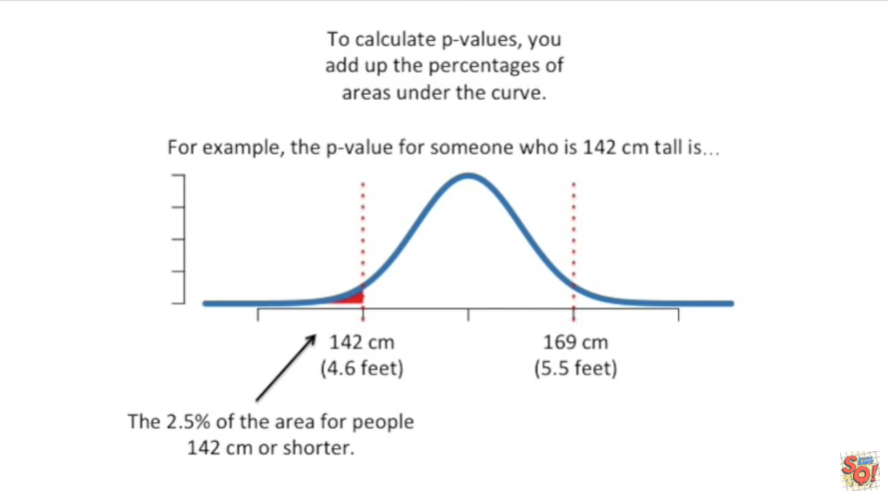 To calculate p-values, you
add up the percentages of
areas under the curve.
For example, the p-value for someone who is 142 cm tall is...
142 cm
(4.6 feet)
169 cm
(5.5 feet)
The 2.5% of the area for people
142 cm or shorter.